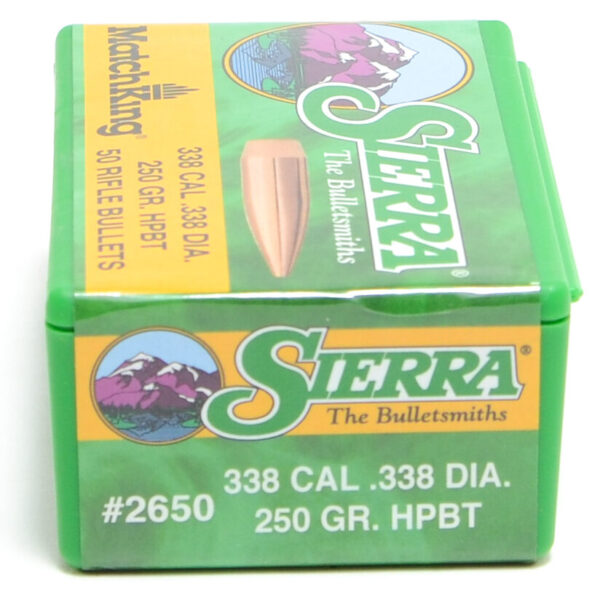 MatchKing®
338 CAL .338 DIA.
250 GR. HPBT
50 RIFLE BULLETS
SIERRA®
The Bulletsmiths
SIERRA®
The Bulletsmiths
#2650
338 CAL .338 DIA.
250 GR. HPBT